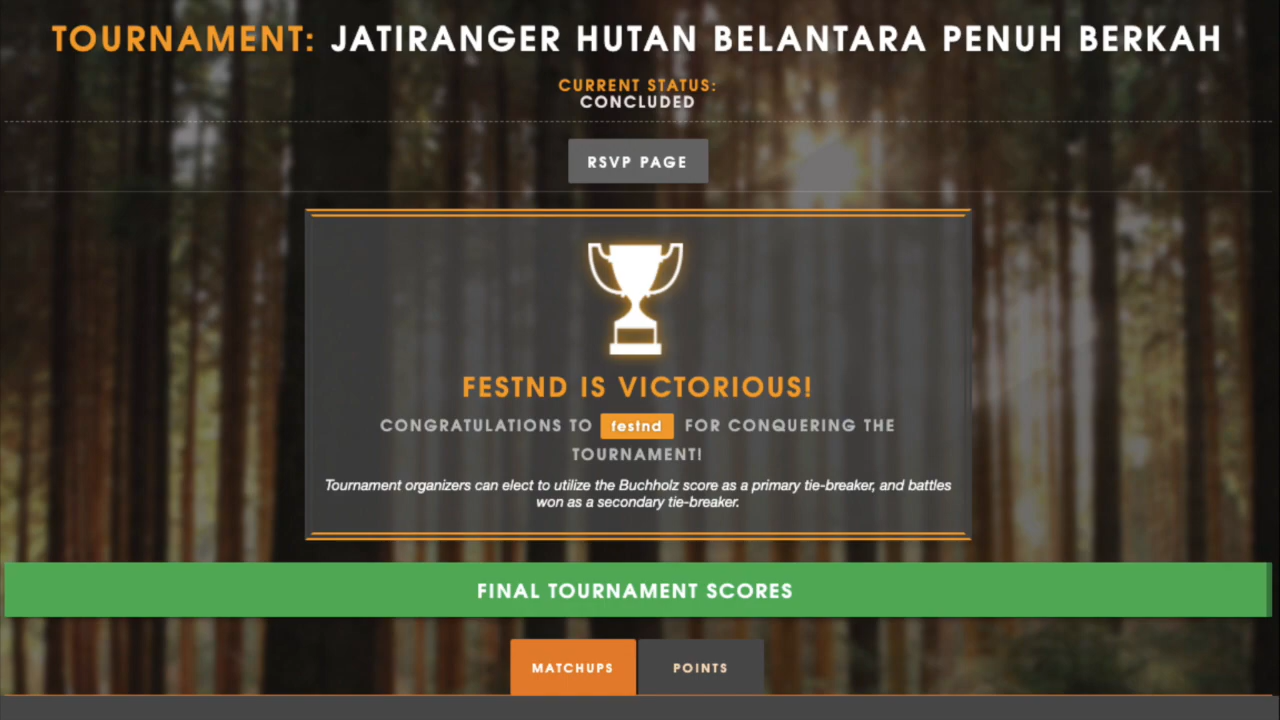 TOURNAMENT: JATIRANGER HUTAN BELANTARA PENUH BERKAH
CURRENT STATUS:
CONCLUDED
RSVP PAGE
FESTND IS VICTORIOUS!
CONGRATULATIONS TO festnd FOR CONQUERING THE
TOURNAMENT!
Tournament organizers can elect to utilize the Buchholz score as a primary tie-breaker, and battles
won as a secondary tie-breaker.
FINAL TOURNAMENT SCORES
MATCHUPS POINTS